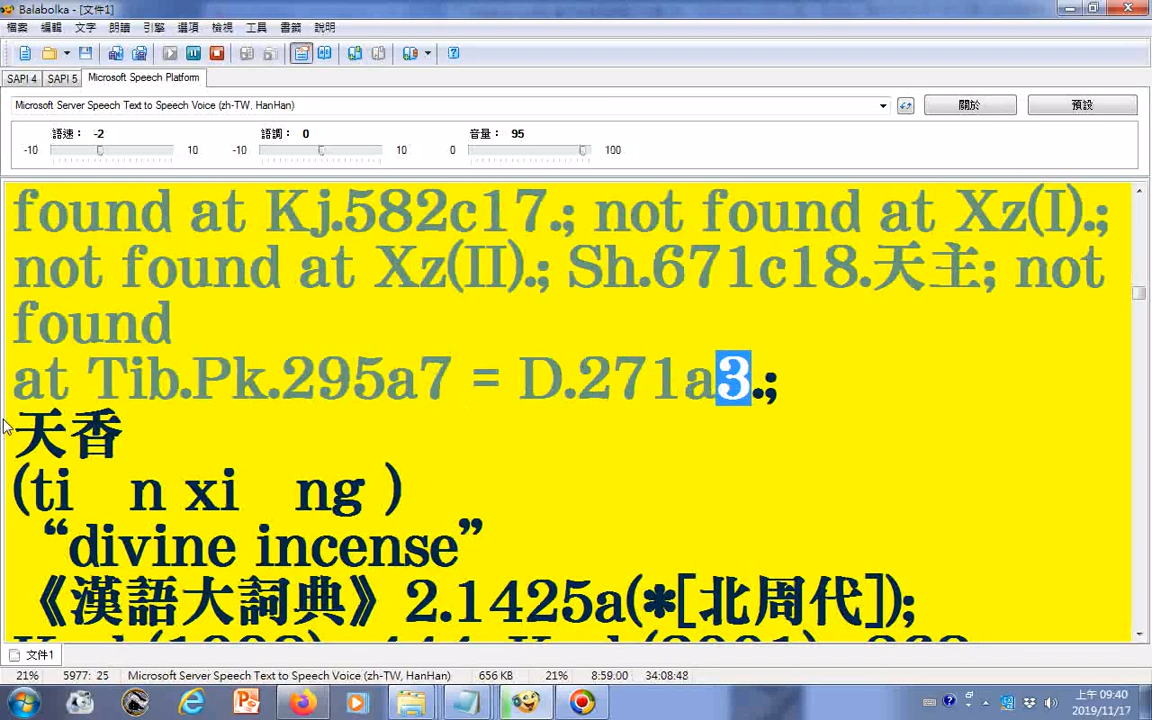 Balabolka - [文件1]
檔案 編輯 文字 朗讀 引擎 選項 檢視 工具 書籤 說明
SAPI 4 SAPI 5 Microsoft Speech Platform
Microsoft Server Speech Text to Speech Voice (zh-TW, HanHan) 關於 預設
語速： -2 語調： 0 音量： 95
-10 10 -10 10 0 100
found at Kj.582c17.; not found at Xz(I).;
not found at Xz(II).; Sh.671c18.天主; not
found
at Tib.Pk.295a7 = D.271a3.;
天香
(ti n xi ng )
“divine incense”
《漢語大詞典》2.1425a(*[北周代]);
文件1
21% 5977: 25 Microsoft Server Speech Text to Speech Voice (zh-TW, HanHan) 656 KB 21% 8:59:00 34:08:48
上午 09:40
2019/11/17